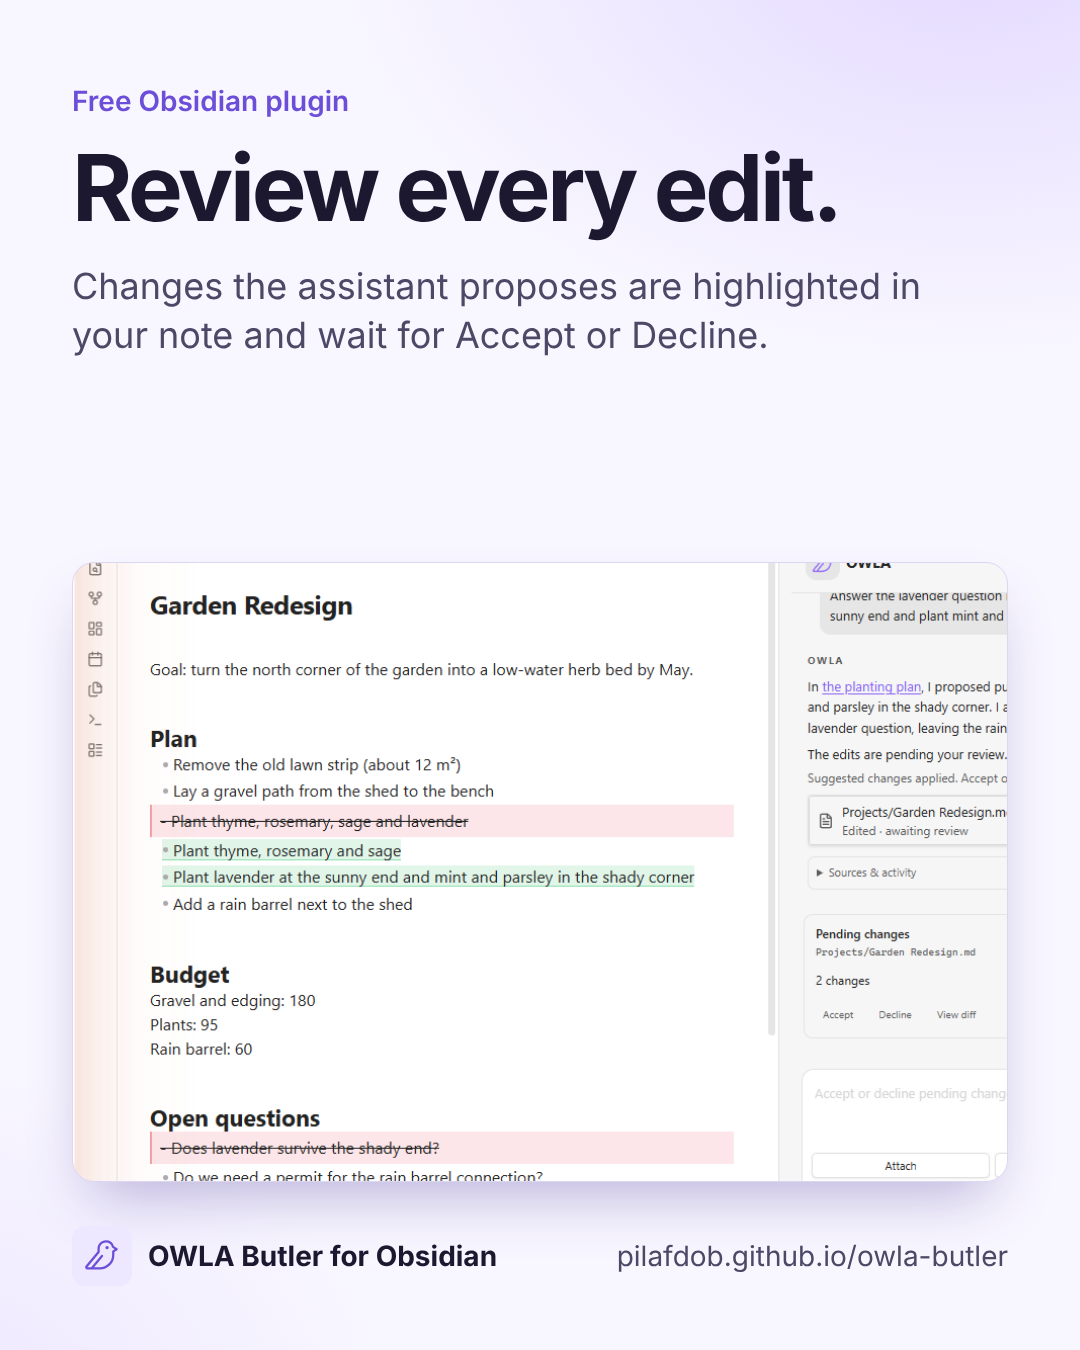 Free Obsidian plugin
Review every edit.
Changes the assistant proposes are highlighted in
your note and wait for Accept or Decline.
Garden Redesign
Goal: turn the north corner of the garden into a low-water herb bed by May.
Plan
• Remove the old lawn strip (about 12 m²)
• Lay a gravel path from the shed to the bench
- Plant thyme, rosemary, sage and lavender
• Plant thyme, rosemary and sage
• Plant lavender at the sunny end and mint and parsley in the shady corner
• Add a rain barrel next to the shed
Budget
Gravel and edging: 180
Plants: 95
Rain barrel: 60
Open questions
- Does lavender survive the shady end?
• Do we need a permit for the rain barrel connection?
OWLA
Answer the lavender question
sunny end and plant mint and
OWLA
In the planting plan, I proposed pu
and parsley in the shady corner. I a
lavender question, leaving the rain
The edits are pending your review.
Suggested changes applied. Accept o
Projects/Garden Redesign.m
Edited · awaiting review
▶ Sources & activity
Pending changes
Projects/Garden Redesign.md
2 changes
Accept Decline View diff
Accept or decline pending chang
Attach
OWLA Butler for Obsidian
pilafdob.github.io/owla-butler